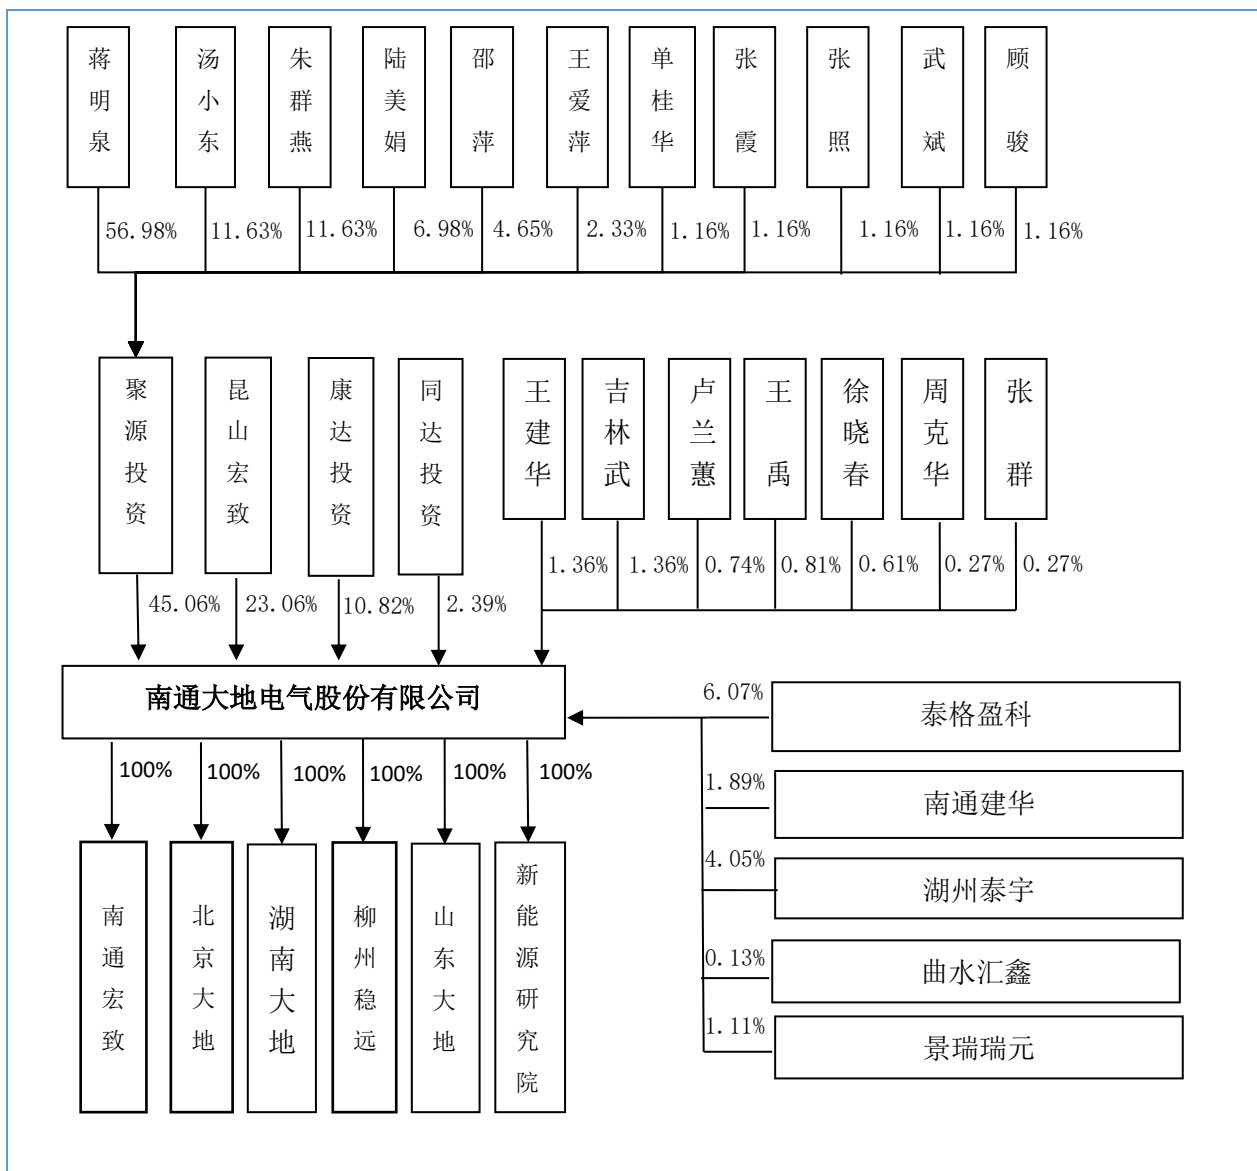 蒋明泉
汤小东
朱群燕
陆美娟
邵萍
王爱萍
单桂华
张霞
张照
武斌
顾骏
56.98% 11.63% 11.63% 6.98% 4.65% 2.33% 1.16% 1.16% 1.16% 1.16% 1.16%
聚源投资
昆山宏致
康达投资
同达投资
王建华
吉林武
卢兰蕙
王禹
徐晓春
周克华
张群
1.36% 1.36% 0.74% 0.81% 0.61% 0.27% 0.27%
45.06% 23.06% 10.82% 2.39%
南通大地电气股份有限公司
6.07%
泰格盈科
1.89%
南通建华
4.05%
湖州泰宇
0.13%
曲水汇鑫
1.11%
景瑞瑞元
100% 100% 100% 100% 100% 100%
南通宏致
北京大地
湖南大地
柳州稳远
山东大地
新能源研究院